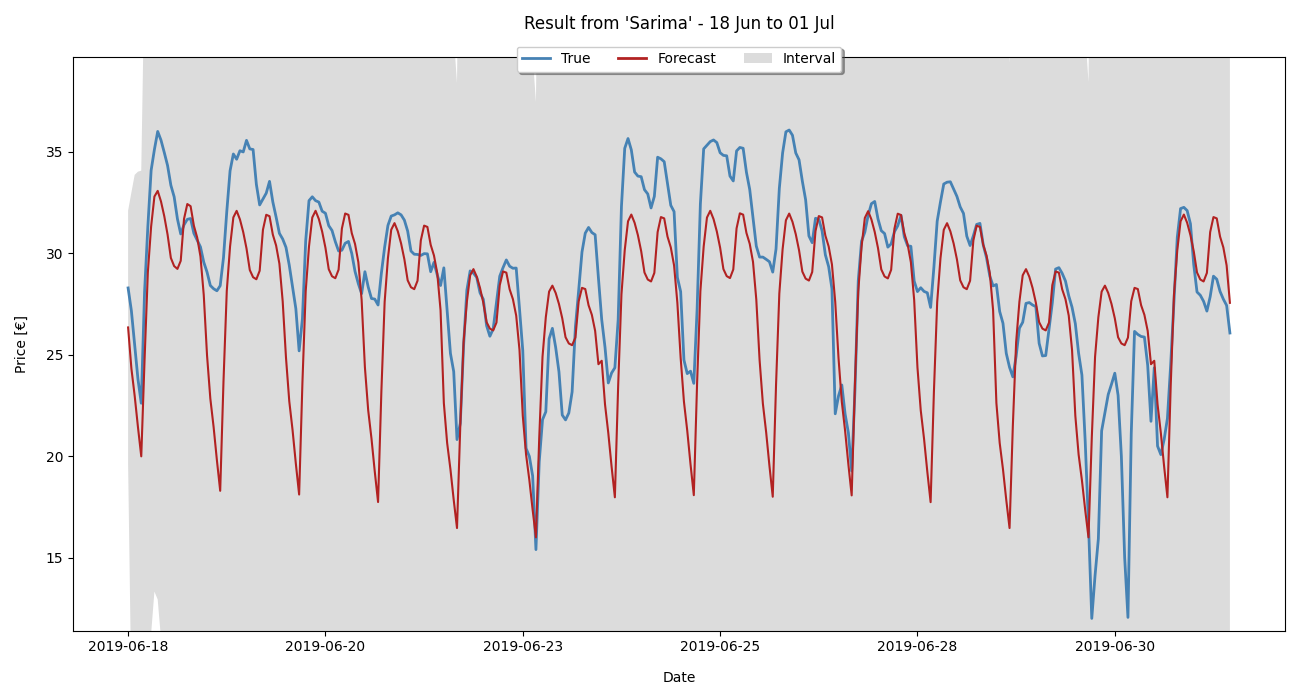 Result from 'Sarima' - 18 Jun to 01 Jul
True Forecast Interval
35
30
25
20
15
Price [€]
2019-06-18 2019-06-20 2019-06-23 2019-06-25 2019-06-28 2019-06-30
Date